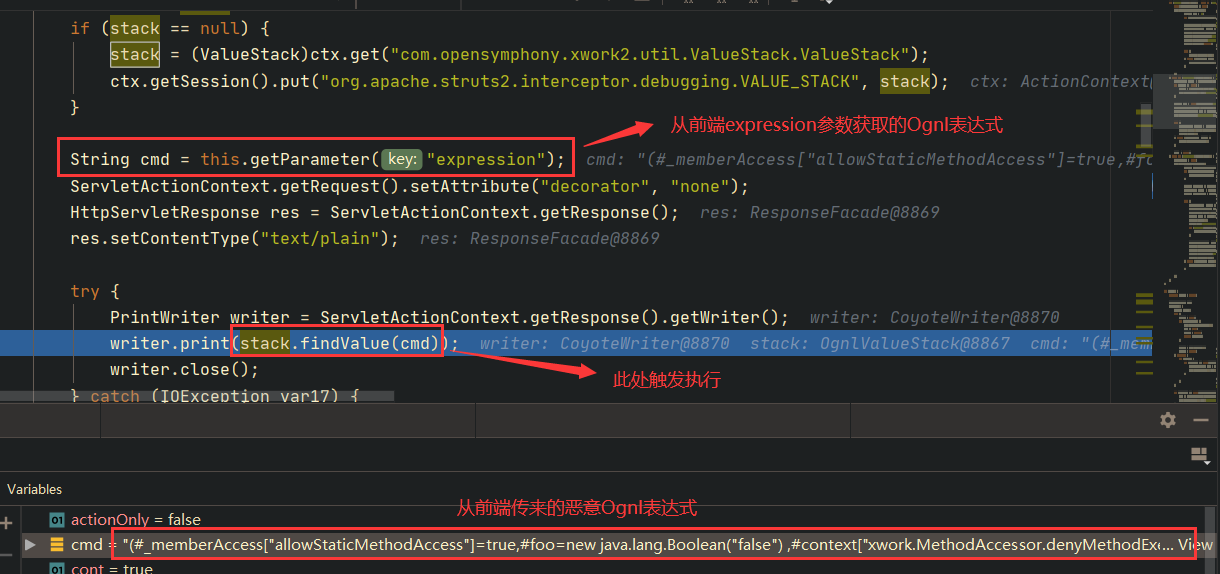 if (stack == null) {
stack = (ValueStack)ctx.get("com.opensymphony.xwork2.util.ValueStack.ValueStack");
ctx.getSession().put("org.apache.struts2.interceptor.debugging.VALUE_STACK", stack);  ctx: ActionContext@
}
从前端expression参数获取的Ognl表达式
String cmd = this.getParameter( key: "expression");  cmd: "(#_memberAccess["allowStaticMethodAccess"]=true,#fo
ServletActionContext.getRequest().setAttribute("decorator", "none");
HttpServletResponse res = ServletActionContext.getResponse();  res: ResponseFacade@8869
res.setContentType("text/plain");  res: ResponseFacade@8869
try {
PrintWriter writer = ServletActionContext.getResponse().getWriter();  writer: CoyoteWriter@8870
writer.print(stack.findValue(cmd));  writer: CoyoteWriter@8870  stack: OgnlValueStack@8867  cmd: "(#_mem
writer.close();
此处触发执行
} catch (IOException var17) {
Variables
从前端传来的恶意Ognl表达式
01 actionOnly = false
cmd = "(#_memberAccess["allowStaticMethodAccess"]=true,#foo=new java.lang.Boolean("false") ,#context["xwork.MethodAccessor.denyMethodExe... View
01 cont = true